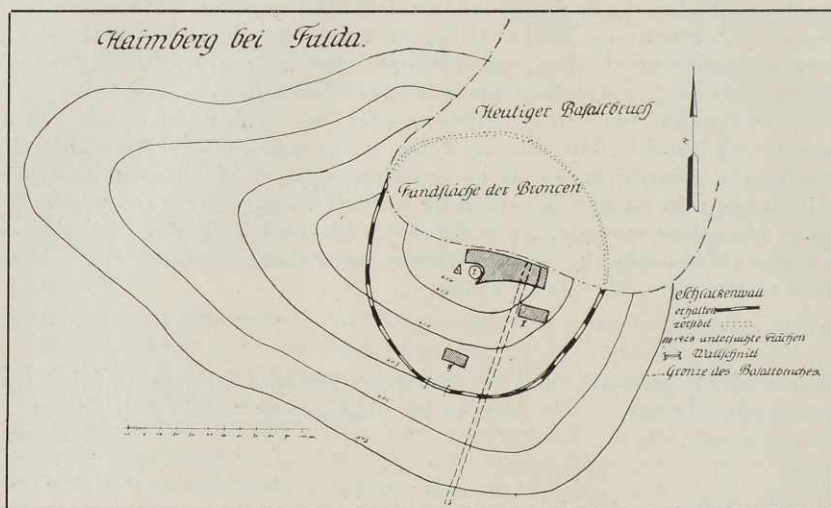 Haimberg bei Fulda.
Heutiger Basaltbruch
Fundfläche der Broncen
Schlackenwall
erhalten
zerstört
1928 untersuchte Flächen
Wallschnitt
Grenze des Basaltbruches